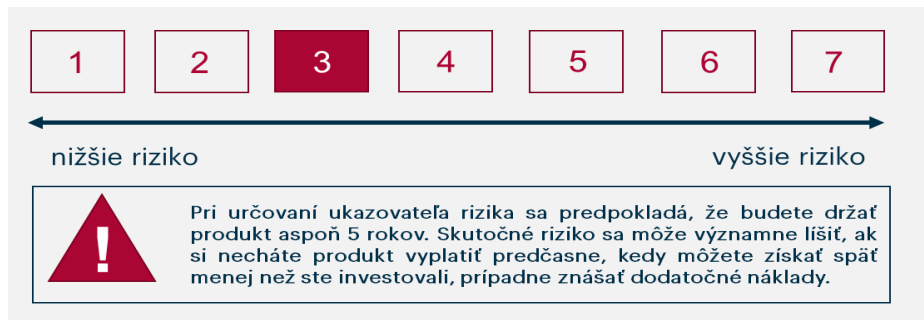 1 2 3 4 5 6 7
nižšie riziko vyššie riziko
!
Pri určovaní ukazovateľa rizika sa predpokladá, že budete držať
produkt aspoň 5 rokov. Skutočné riziko sa môže významne líšiť, ak
si necháte produkt vyplatiť predčasne, kedy môžete získať späť
menej než ste investovali, prípadne znášať dodatočné náklady.